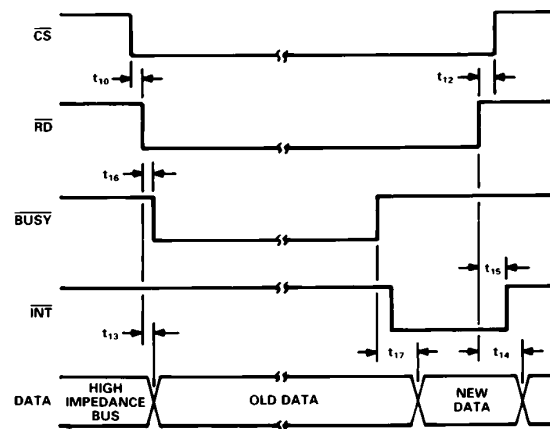 CS
t10
t12
RD
t16
BUSY
t15
INT
t13
t17
t14
DATA
HIGH
IMPEDANCE
BUS
OLD DATA
NEW
DATA